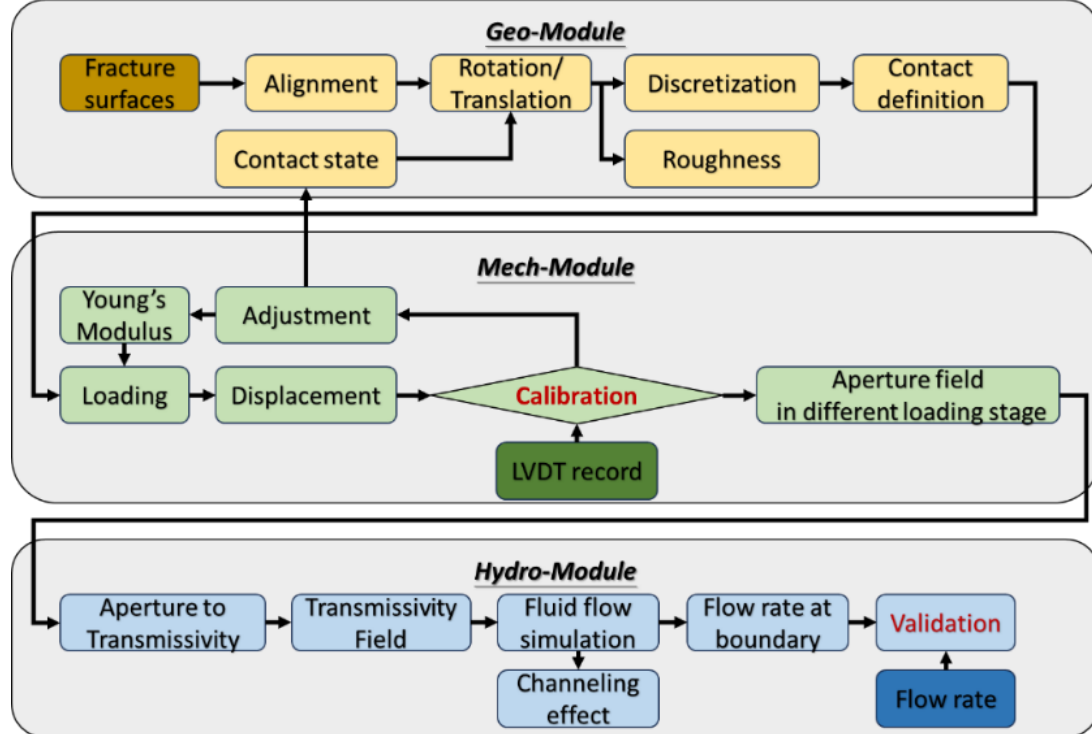 Geo-Module
Fracture
surfaces
Alignment
Rotation/
Translation
Discretization
Contact
definition
Contact state
Roughness
Mech-Module
Young's
Modulus
Adjustment
Loading
Displacement
Calibration
Aperture field
in different loading stage
LVDT record
Hydro-Module
Aperture to
Transmissivity
Transmissivity
Field
Fluid flow
simulation
Flow rate at
boundary
Validation
Channeling
effect
Flow rate